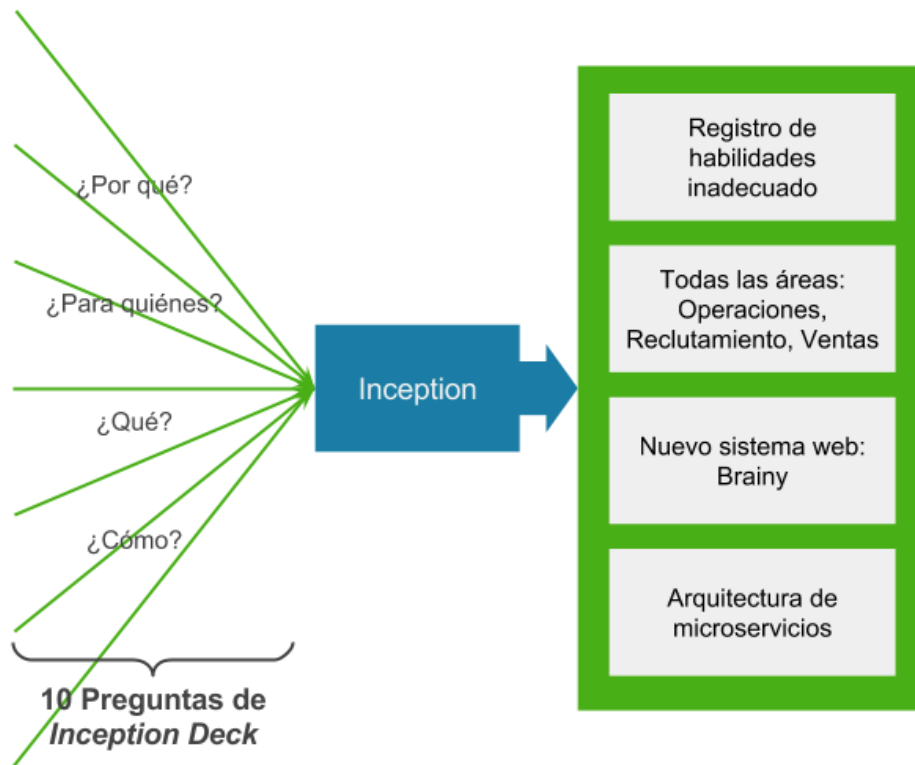 ¿Por qué?
¿Para quiénes?
¿Qué?
¿Cómo?
10 Preguntas de
Inception Deck
Inception
Registro de
habilidades
inadecuado
Todas las áreas:
Operaciones,
Reclutamiento, Ventas
Nuevo sistema web:
Brainy
Arquitectura de
microservicios